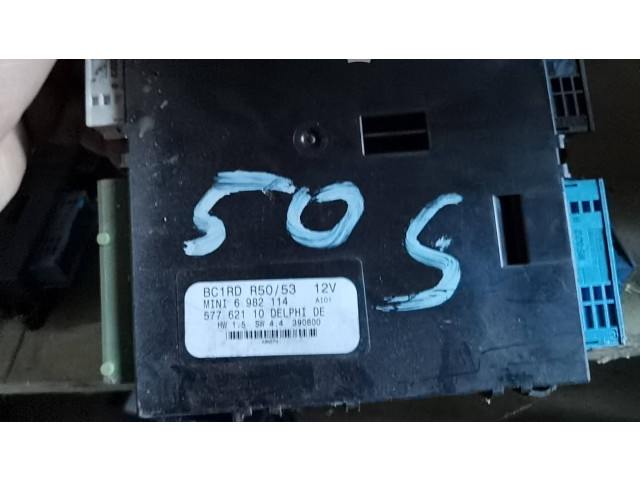 50 S
BC1RD R50/53 12V
MINI 6 982 114 A101
577 621 10 DELPHI DE
HW 1.5 SW 4.4 390800